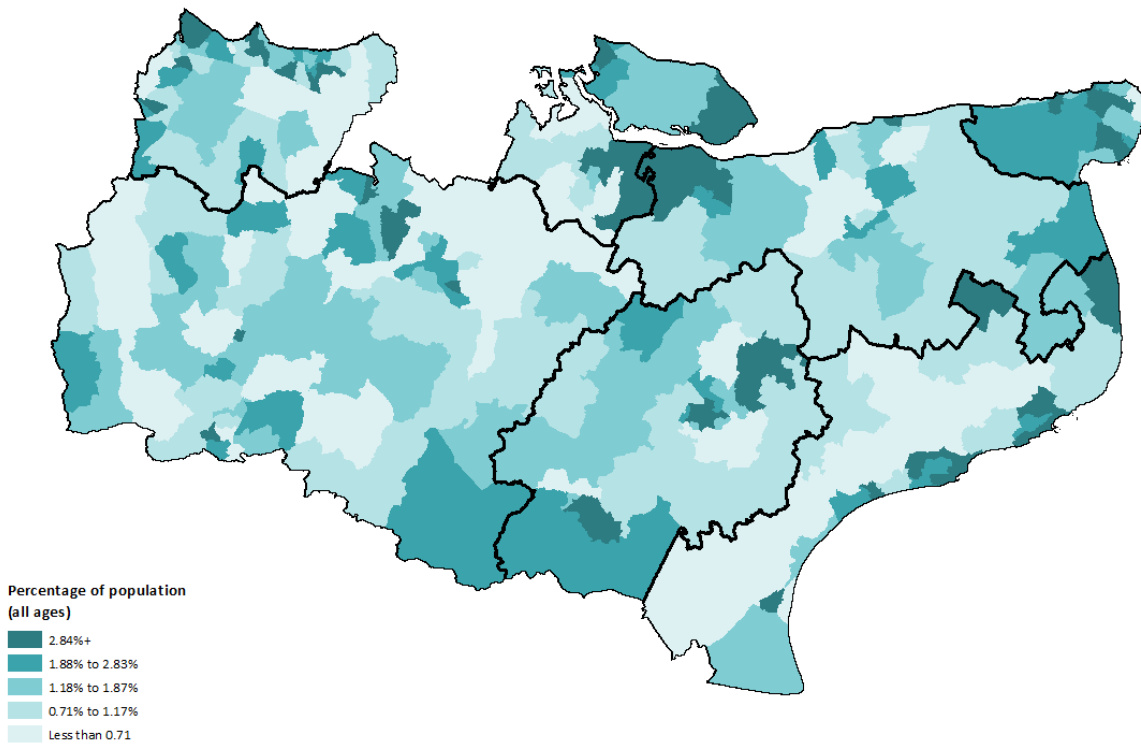 Percentage of population
(all ages)
2.84%+
1.88% to 2.83%
1.18% to 1.87%
0.71% to 1.17%
Less than 0.71